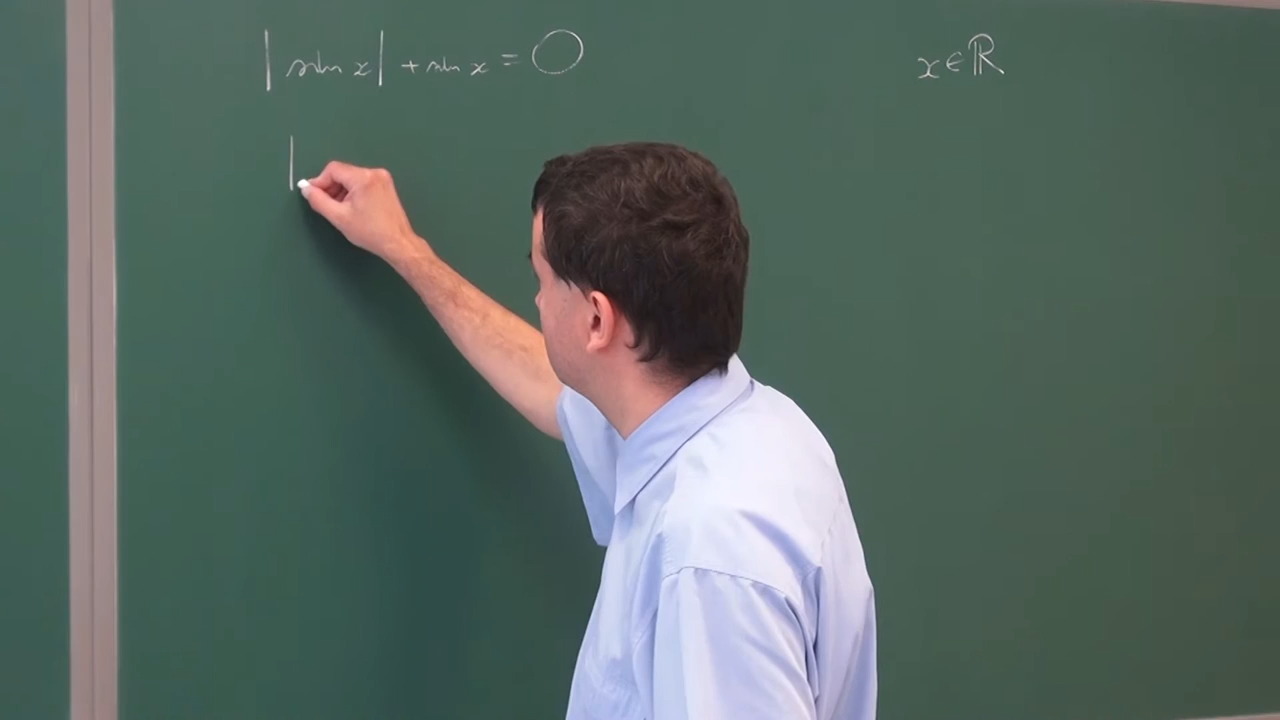 |sin x| + sin x = 0 x ∈ ℝ
|